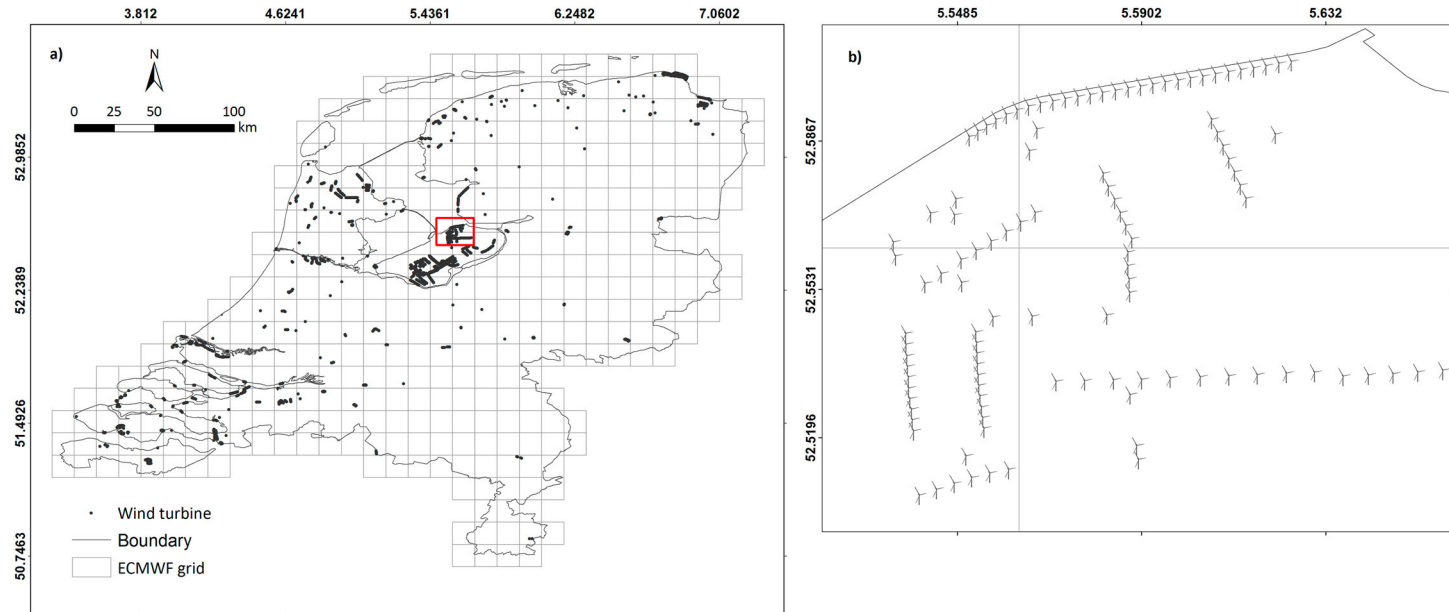 3.812 4.6241 5.4361 6.2482 7.0602
a)
N
0 25 50 100
km
52.9852
52.2389
51.4926
50.7463
Wind turbine
Boundary
ECMWF grid
5.5485 5.5902 5.632
b)
52.5867
52.5531
52.5196